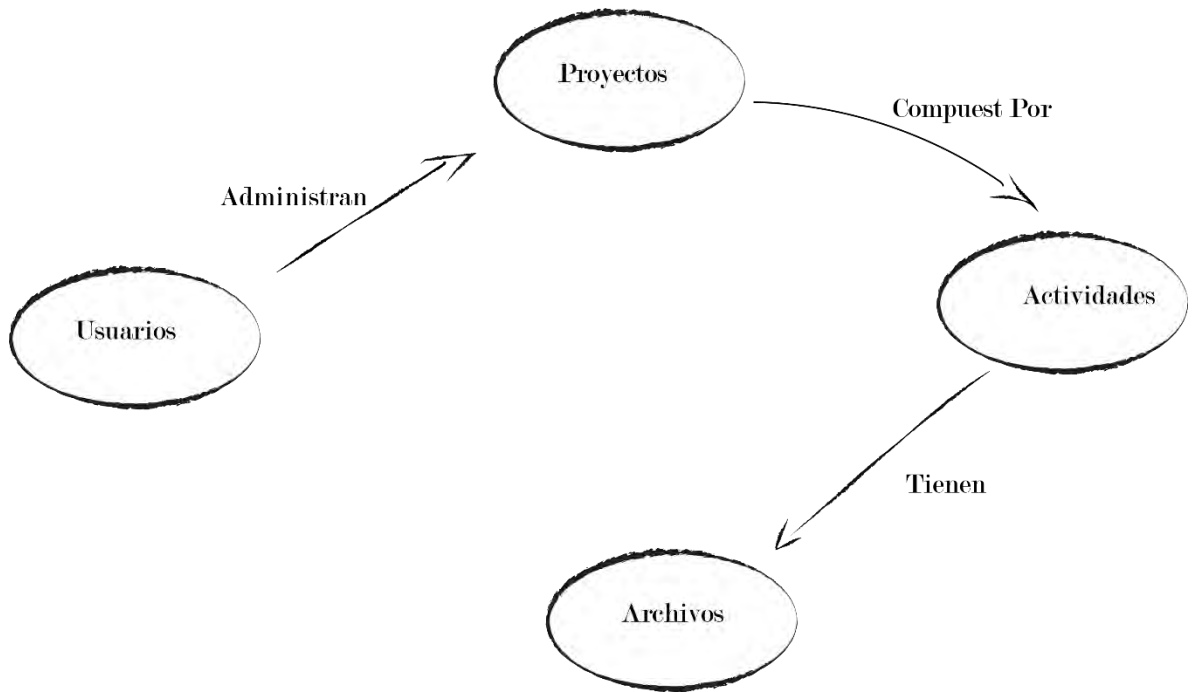 Proyectos
Compuest Por
Administran
Actividades
Usuarios
Tienen
Archivos